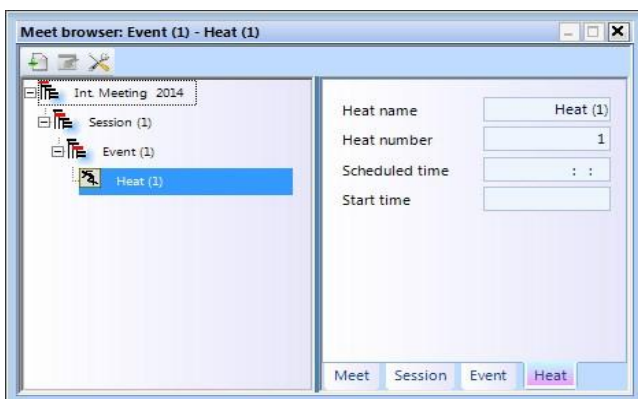 Meet browser: Event (1) - Heat (1)
Int. Meeting 2014
Session (1)
Event (1)
Heat (1)
Heat name Heat (1)
Heat number 1
Scheduled time : :
Start time
Meet Session Event Heat